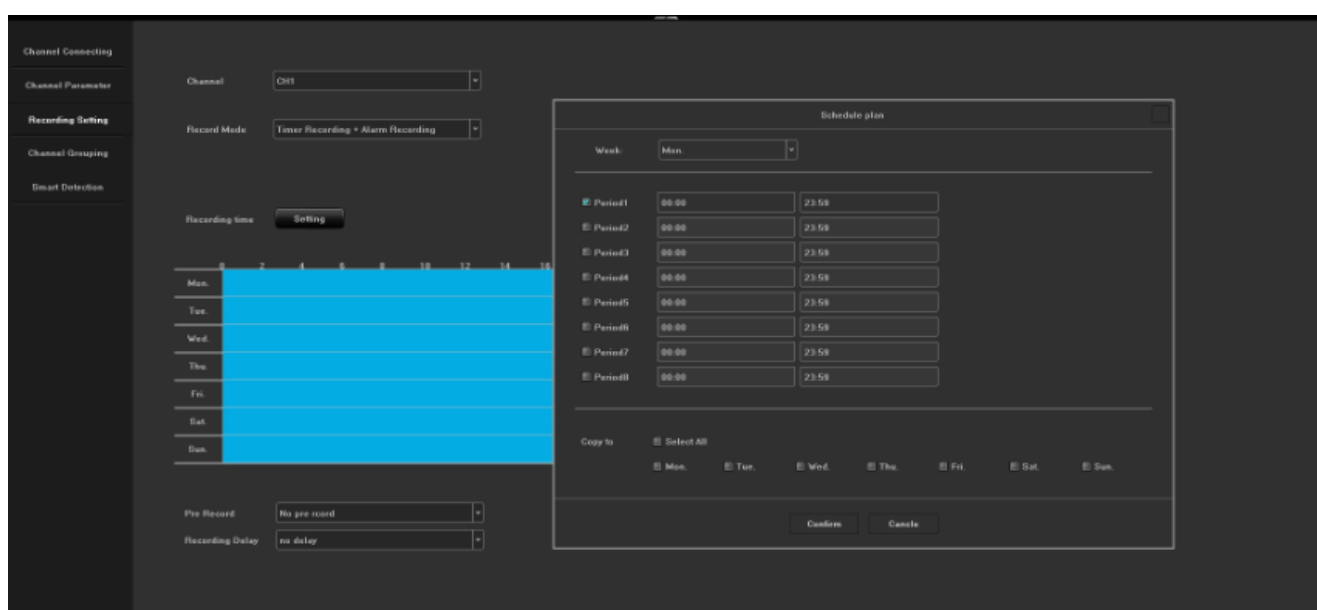 Channel Connecting
Channel Parameter
Recording Setting
Channel Grouping
Smart Detection
Channel CH1
Record Mode Timer Recording + Alarm Recording
Recording time Setting
0 2 4 6 8 10 12 14 16
Mon.
Tue.
Wed.
Thu.
Fri.
Sat.
Sun.
Pre Record No pre rcord
Recording Delay no delay
Schedule plan
Week Mon.
Period1 00:00 23:59
Period2 00:00 23:59
Period3 00:00 23:59
Period4 00:00 23:59
Period5 00:00 23:59
Period6 00:00 23:59
Period7 00:00 23:59
Period8 00:00 23:59
Copy to Select All
Mon. Tue. Wed. Thu. Fri. Sat. Sun.
Confirm Cancle